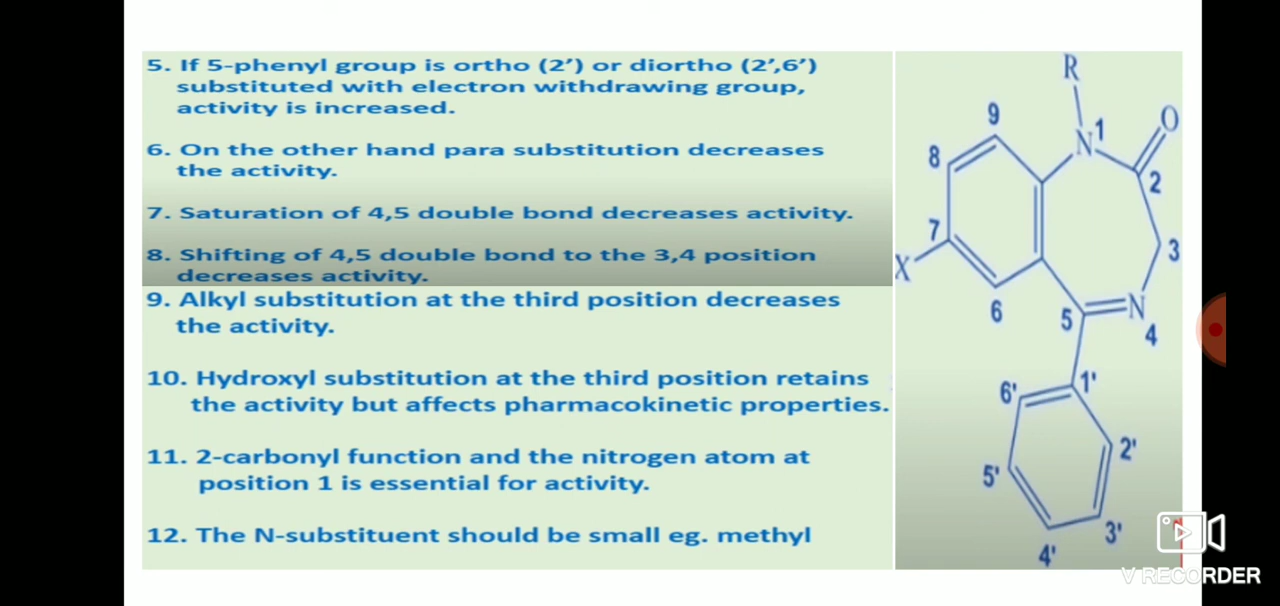 5. If 5-phenyl group is ortho (2′) or diortho (2′,6′)
substituted with electron withdrawing group,
activity is increased.
6. On the other hand para substitution decreases
the activity.
7. Saturation of 4,5 double bond decreases activity.
8. Shifting of 4,5 double bond to the 3,4 position
decreases activity.
9. Alkyl substitution at the third position decreases
the activity.
10. Hydroxyl substitution at the third position retains
the activity but affects pharmacokinetic properties.
11. 2-carbonyl function and the nitrogen atom at
position 1 is essential for activity.
12. The N-substituent should be small eg. methyl
R
9
N 1
O
8
2
7
3
X
6
5
N
4
6'
1'
2'
5'
3'
4'
V RECORDER